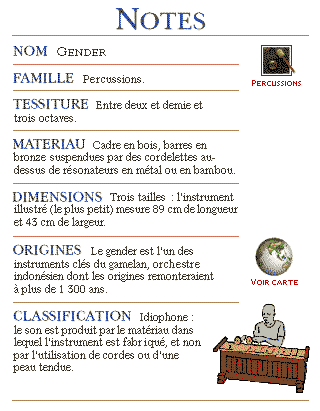 NOTES
NOM GENDER
FAMILLE Percussions.
PERCUSSIONS
TESSITURE Entre deux et demie et
trois octaves.
MATERIAU Cadre en bois, barres en
bronze suspendues par des cordelettes au-
dessus de résonateurs en métal ou en bambou.
DIMENSIONS Trois tailles : l'instrument
illustré (le plus petit) mesure 89 cm de longueur
et 43 cm de largeur.
ORIGINES Le gender est l'un des
instruments clés du gamelan, orchestre
indonésien dont les origines remonteraient
à plus de 1 300 ans.
VOIR CARTE
CLASSIFICATION Idiophone :
le son est produit par le matériau dans
lequel l'instrument est fabriqué, et non
par l'utilisation de cordes ou d'une
peau tendue.